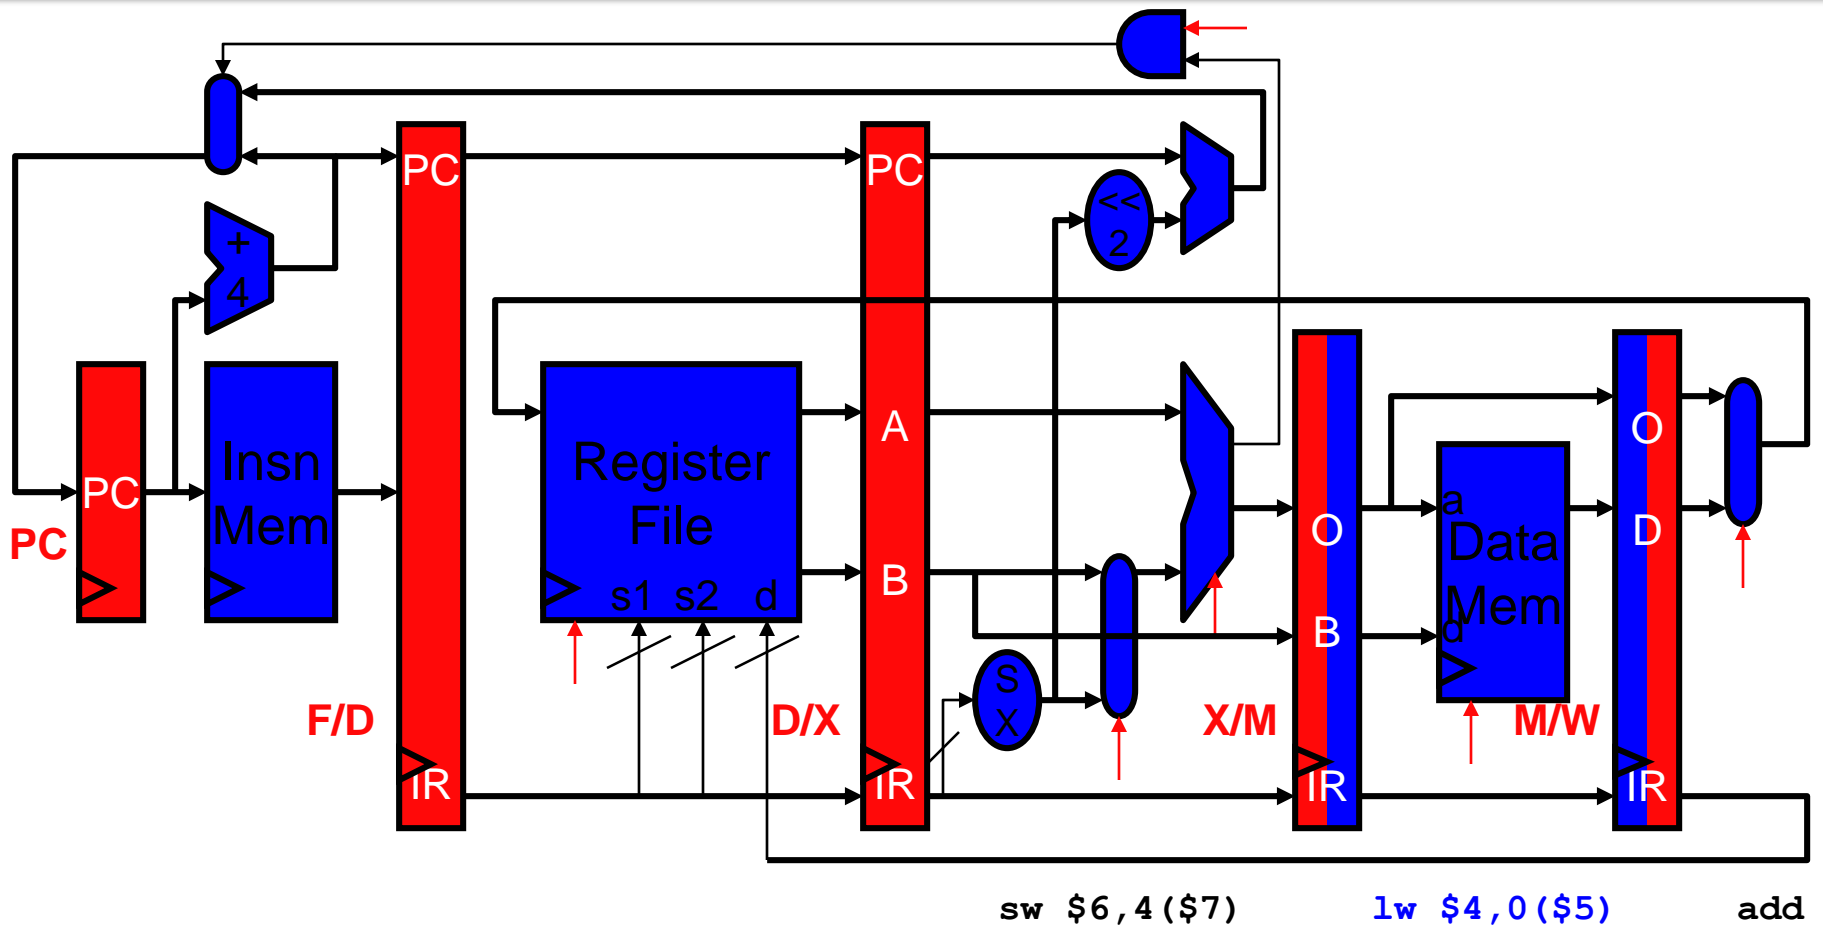 PC
PC
<<
2
+
4
Insn
Mem
PC
PC
Register
File
s1 s2 d
A
B
O
B
a
Data
Mem
d
O
D
S
X
F/D
D/X
X/M
M/W
IR
IR
IR
IR
sw $6,4($7)
lw $4,0($5)
add